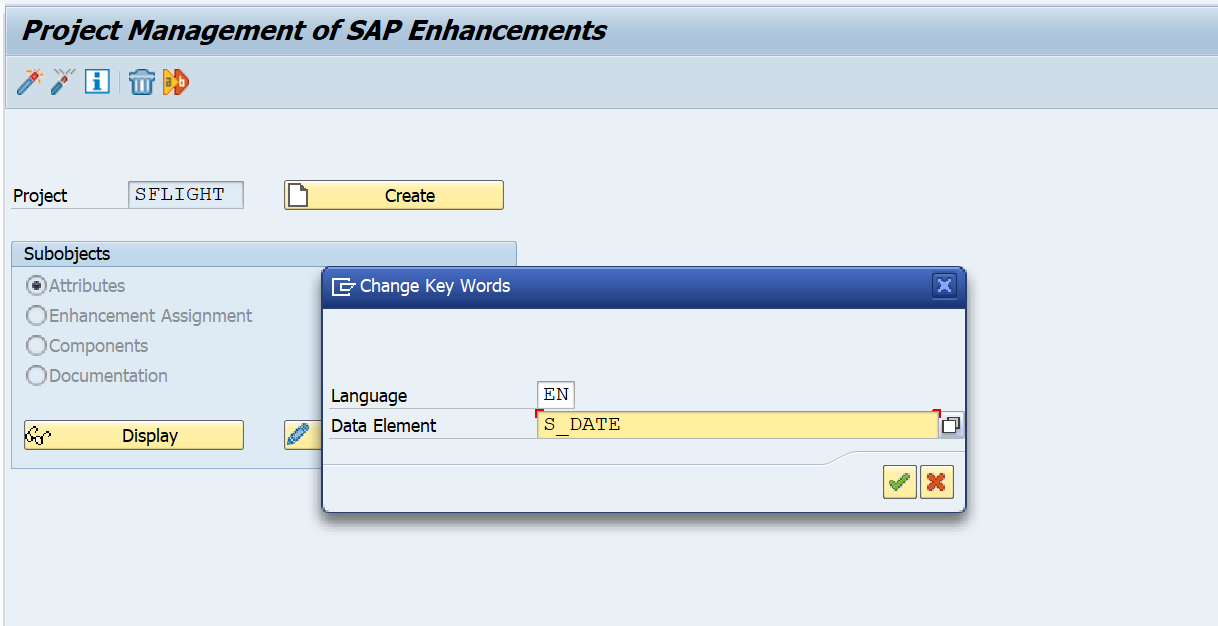 Project Management of SAP Enhancements
Project SFLIGHT Create
Subobjects
Attributes
Enhancement Assignment
Components
Documentation
Display
Change Key Words
Language EN
Data Element S_DATE